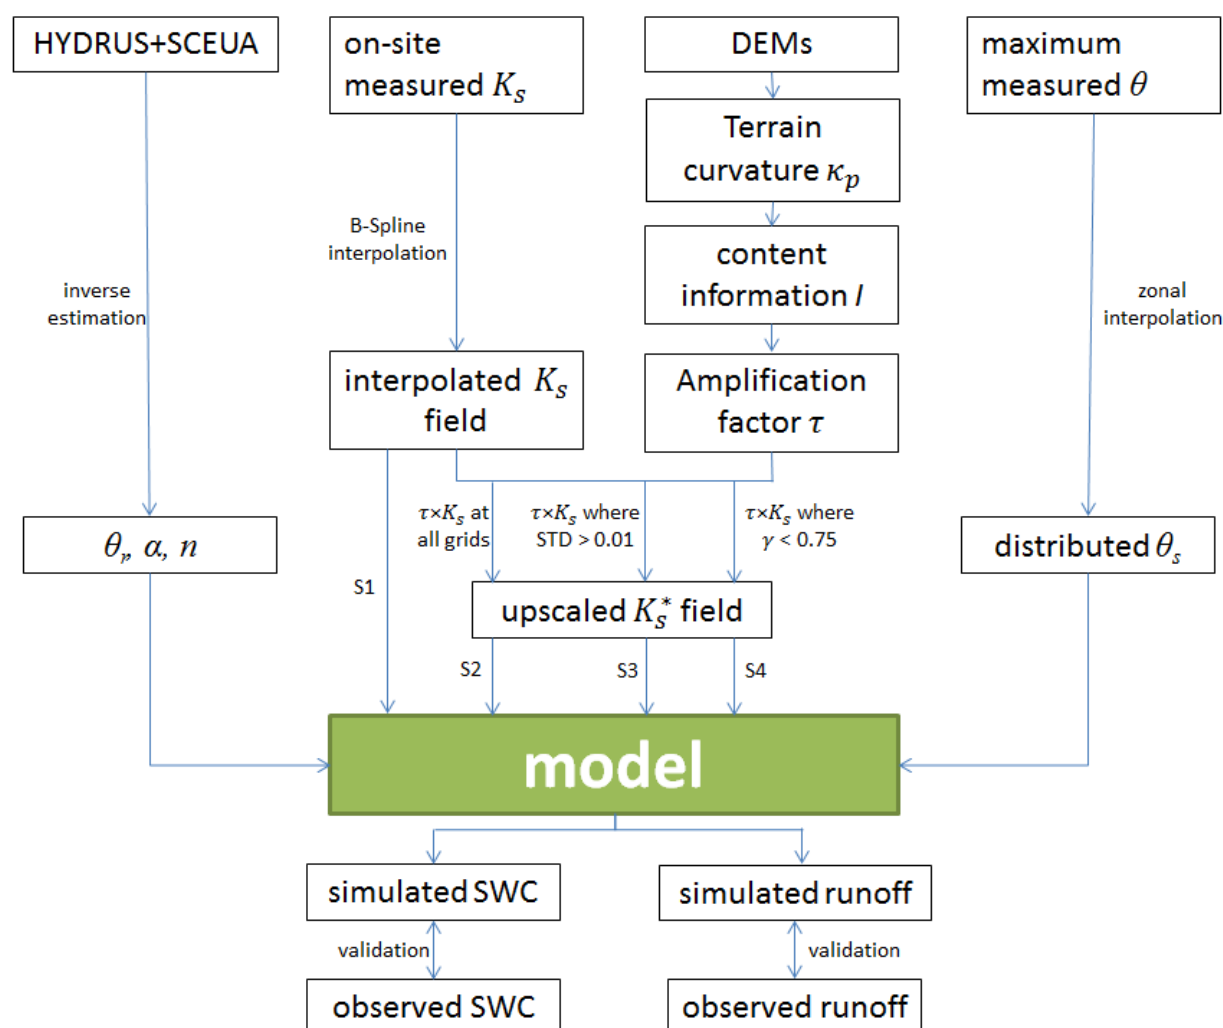 HYDRUS+SCEUA
on-site
measured Kₛ
DEMs
maximum
measured θ
Terrain
curvature κₚ
B-Spline
interpolation
content
information I
inverse
estimation
zonal
interpolation
interpolated Kₛ
field
Amplification
factor τ
τ×Kₛ at
all grids
τ×Kₛ where
STD > 0.01
τ×Kₛ where
γ < 0.75
θᵣ, α, n
distributed θₛ
S1
upscaled Kₛ* field
S2
S3
S4
model
simulated SWC
simulated runoff
validation
validation
observed SWC
observed runoff